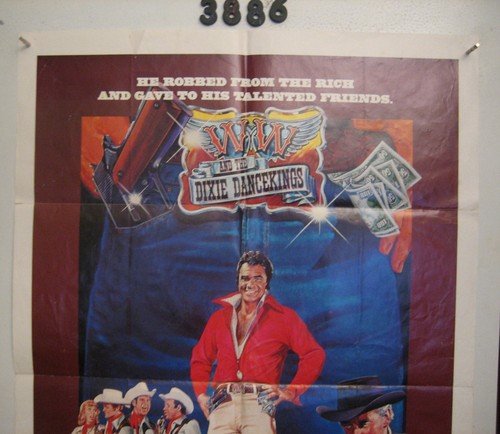 3886
HE ROBBED FROM THE RICH
AND GAVE TO HIS TALENTED FRIENDS.
W.W.
AND THE
DIXIE DANCEKINGS